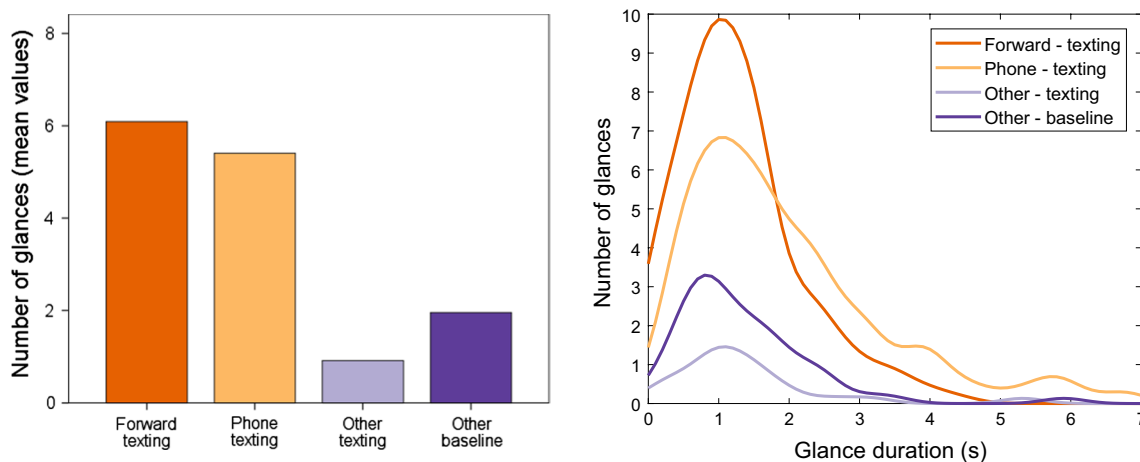 Number of glances (mean values)
8
6
4
2
0
Forward texting
Phone texting
Other texting
Other baseline
Number of glances
10
9
8
7
6
5
4
3
2
1
0
0 1 2 3 4 5 6 7
Glance duration (s)
Forward - texting
Phone - texting
Other - texting
Other - baseline